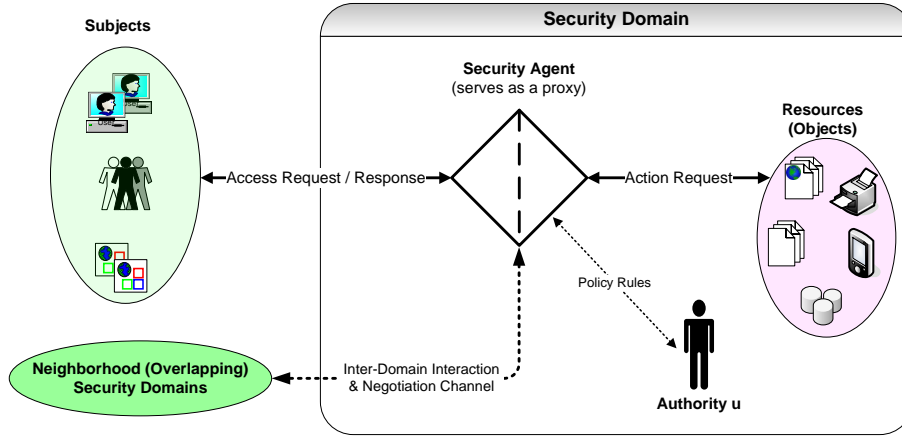 Security Domain
Subjects
Security Agent
(serves as a proxy)
Resources
(Objects)
Access Request / Response
Action Request
Policy Rules
Neighborhood (Overlapping)
Security Domains
Inter-Domain Interaction
& Negotiation Channel
Authority u